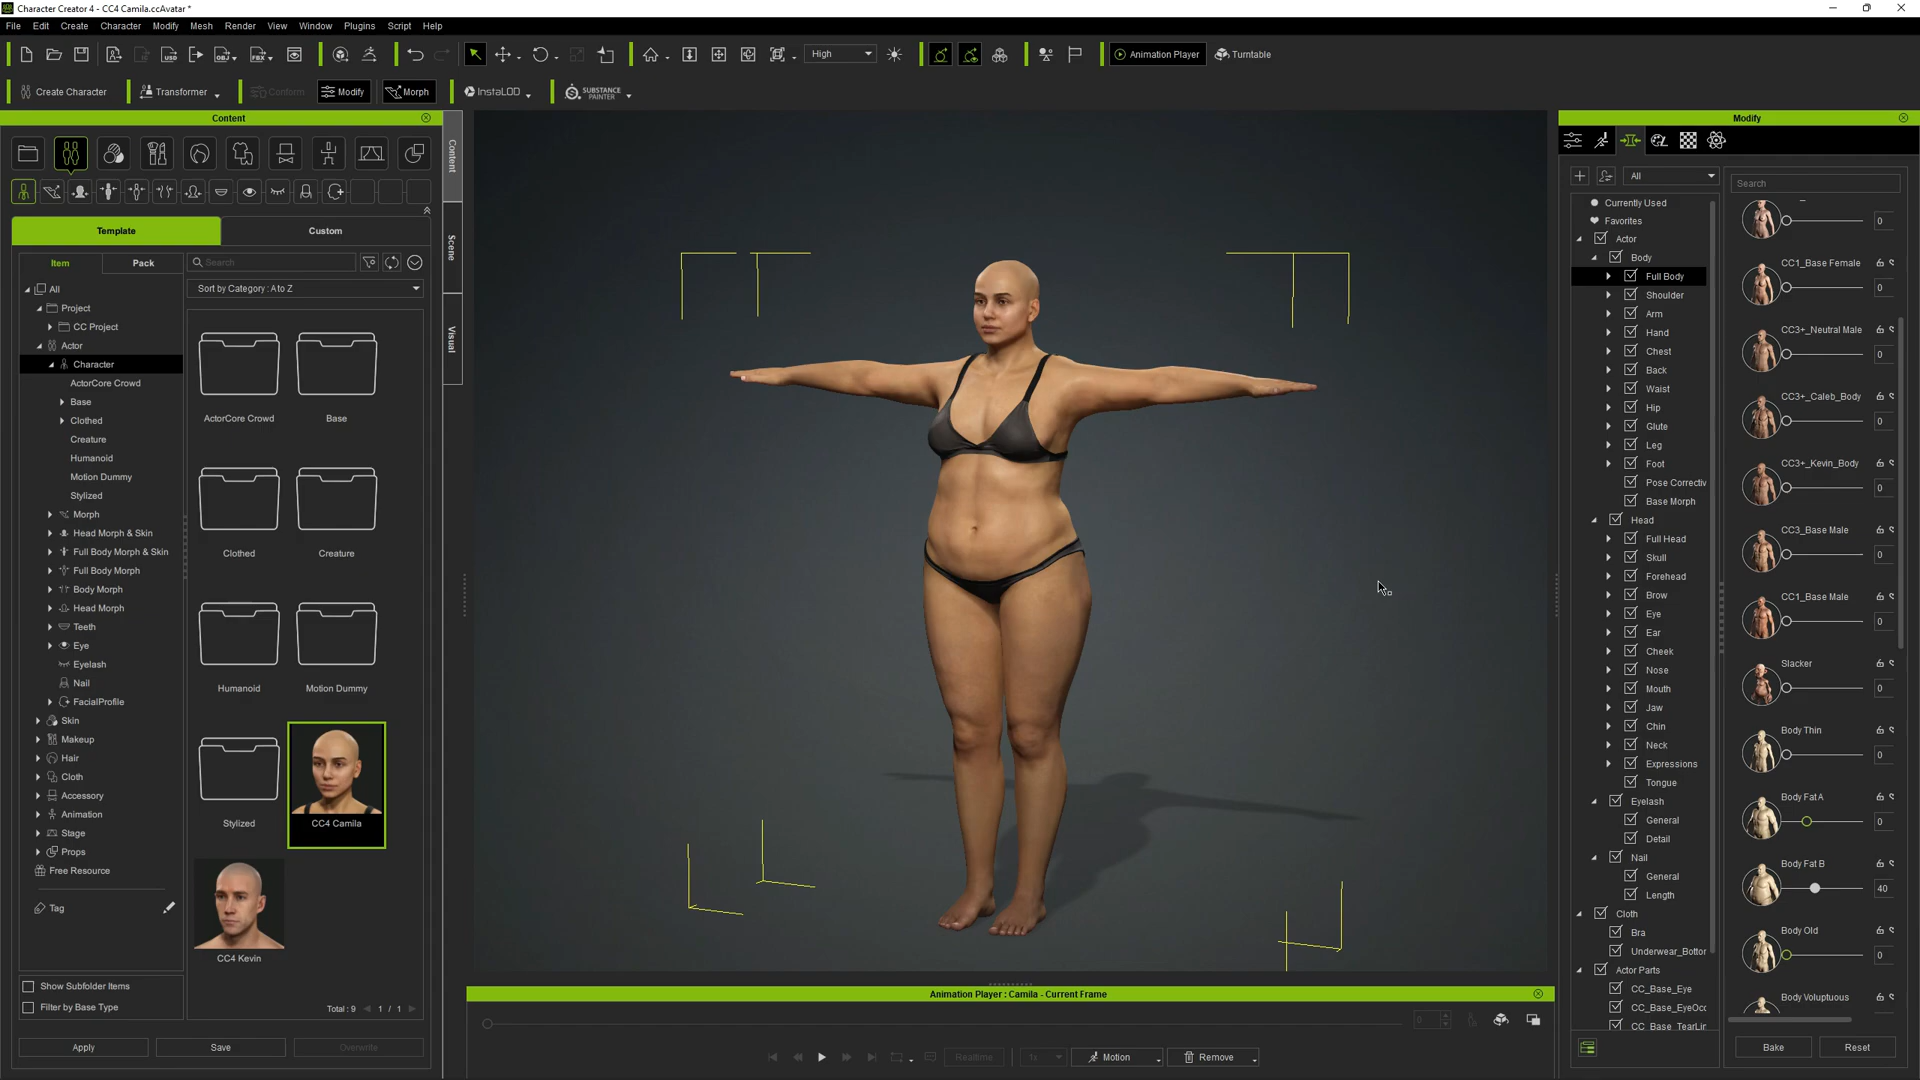 Character Creator 4 - CC4 Camila.ccAvatar *
File Edit Create Character Modify Mesh Render View Window Plugins Script Help
High
Animation Player
Turntable
Create Character
Transformer
Conform
Modify
Morph
InstaLOD
SUBSTANCE PAINTER
Content
Content
Scene
Visual
Template
Custom
Item
Pack
Search
Sort by Category : A to Z
All
Project
CC Project
Actor
Character
ActorCore Crowd
Base
Clothed
Creature
Humanoid
Motion Dummy
Stylized
Morph
Head Morph & Skin
Full Body Morph & Skin
Full Body Morph
Body Morph
Head Morph
Teeth
Eye
Eyelash
Nail
FacialProfile
Skin
Makeup
Hair
Cloth
Accessory
Animation
Stage
Props
Free Resource
Tag
Show Subfolder Items
Filter by Base Type
ActorCore Crowd
Base
Clothed
Creature
Humanoid
Motion Dummy
Stylized
CC4 Camila
CC4 Kevin
Total : 9
1 / 1
Apply
Save
Overwrite
Animation Player : Camila - Current Frame
0
Realtime
1x
Motion
Remove
Modify
All
Search
Currently Used
Favorites
Actor
Body
Full Body
Shoulder
Arm
Hand
Chest
Back
Waist
Hip
Glute
Leg
Foot
Pose Correctiv
Base Morph
Head
Full Head
Skull
Forehead
Brow
Eye
Ear
Cheek
Nose
Mouth
Jaw
Chin
Neck
Expressions
Tongue
Eyelash
General
Detail
Nail
General
Length
Cloth
Bra
Underwear_Bottor
Actor Parts
CC_Base_Eye
CC_Base_EyeOcc
CC_Base_TearLin
0
CC1_Base Female
0
CC3+_Neutral Male
0
CC3+_Caleb_Body
0
CC3+_Kevin_Body
0
CC3_Base Male
0
CC1_Base Male
0
Slacker
0
Body Thin
0
Body Fat A
0
Body Fat B
40
Body Old
0
Body Voluptuous
Bake
Reset